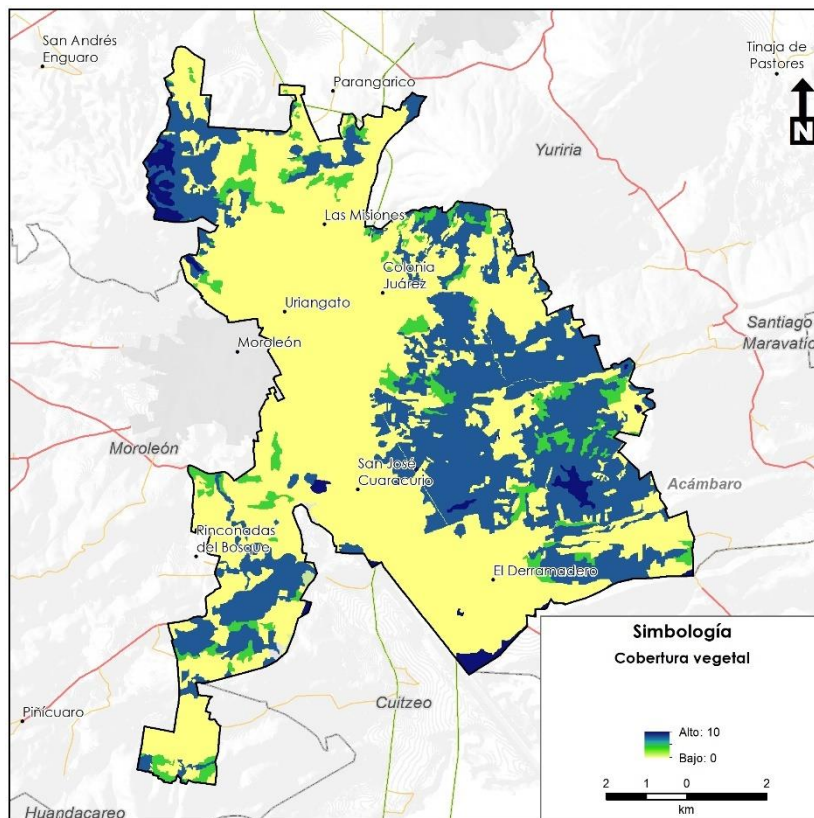 San Andrés
Enguaro
Parangarico
Tinaja de
Pastores
N
Yuriria
Las Misiones
Colonia
Juárez
Uriangato
Santiago
Maravatío
Moroleón
Moroleón
San José
Cuaracurio
Acámbaro
Rinconadas
del Bosque
El Derramadero
Simbología
Cobertura vegetal
Piñícuaro
Cuitzeo
Alto: 10
Bajo: 0
2 1 0 2
km
Huandacareo